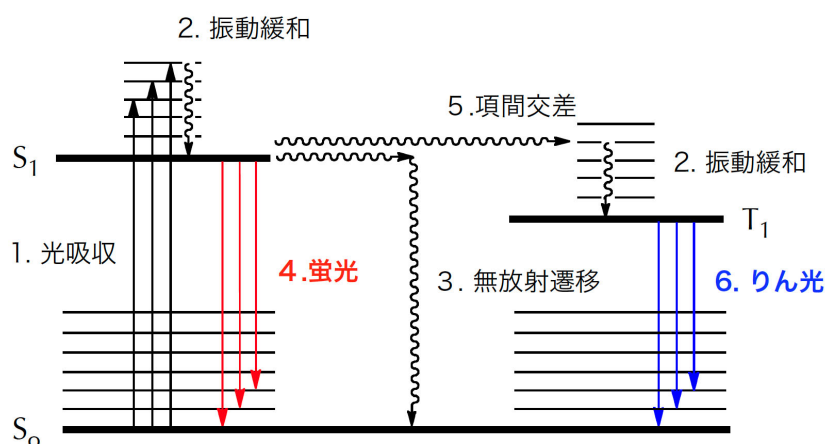 2. 振動緩和
5.項間交差
S1
2. 振動緩和
T1
1. 光吸収
4.蛍光
3. 無放射遷移
6. りん光
S0